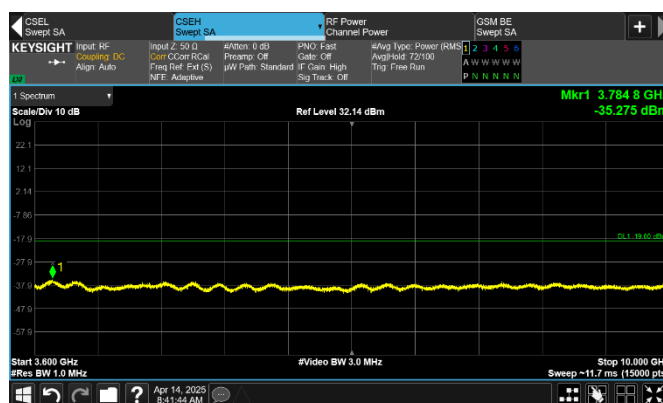 CSEL
Swept SA
CSEH
Swept SA
RF Power
Channel Power
GSM BE
Swept SA
KEYSIGHT
Input: RF
Coupling: DC
Align: Auto
Input Z: 50 Ω
Corr CCorr RCal
Freq Ref: Ext (S)
NFE: Adaptive
#Atten: 0 dB
Preamp: Off
µW Path: Standard
PNO: Fast
Gate: Off
IF Gain: High
Sig Track: Off
#Avg Type: Power (RMS
Avg|Hold: 72/100
Trig: Free Run
1 2 3 4 5 6
A W W W W W
P N N N N N
1 Spectrum
Mkr1 3.784 8 GH
-35.275 dBm
Scale/Div 10 dB
Ref Level 32.14 dBm
Log
22.1
12.1
2.14
-7.86
-17.9
DL1 -19.00 dB
-27.9
1
-37.9
-47.9
-57.9
Start 3.600 GHz
#Video BW 3.0 MHz
Stop 10.000 GH
#Res BW 1.0 MHz
Sweep ~11.7 ms (15000 pts
?
Apr 14, 2025
8:41:44 AM